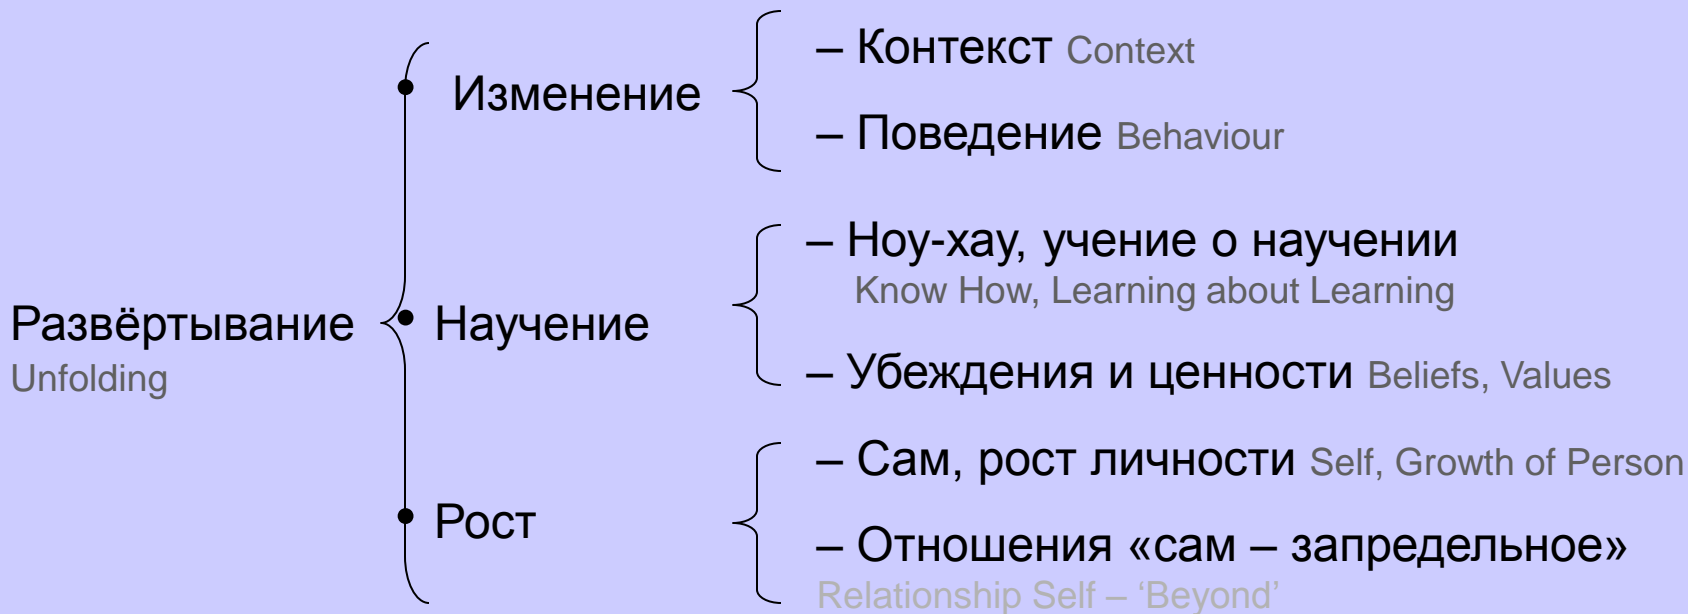 – Контекст Context
Изменение
– Поведение Behaviour
– Ноу-хау, учение о научении
Know How, Learning about Learning
Развёртывание
Unfolding
Научение
– Убеждения и ценности Beliefs, Values
– Сам, рост личности Self, Growth of Person
Рост
– Отношения «сам – запредельное»
Relationship Self – ‘Beyond’